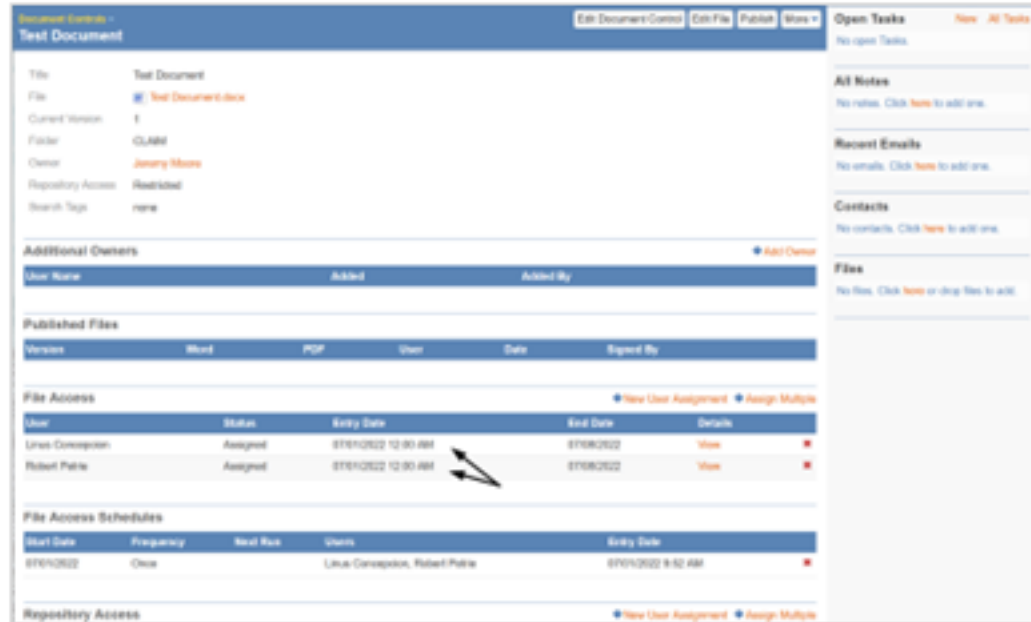 Document Controls
Test Document
Edit Document Control Edit File Publish More
Title Test Document
File Test Document.docx
Current Version 1
Folder CLAIM
Owner Jeremy Moore
Repository Access Restricted
Search Tags none
Additional Owners Add Owner
User Name Added Added By
Published Files
Version Word PDF User Date Signed By
File Access New User Assignment Assign Multiple
User Status Entry Date End Date Details
Linus Concepcion Assigned 07/01/2022 12:00 AM 07/08/2022 View
Robert Petrie Assigned 07/01/2022 12:00 AM 07/08/2022 View
File Access Schedules
Start Date Frequency Next Run Users Entry Date
07/01/2022 Once Linus Concepcion, Robert Petrie 07/01/2022 9:52 AM
Repository Access New User Assignment Assign Multiple
Open Tasks New All Tasks
No open Tasks.
All Notes
No notes. Click here to add one.
Recent Emails
No emails. Click here to add one.
Contacts
No contacts. Click here to add one.
Files
No files. Click here or drop files to add.